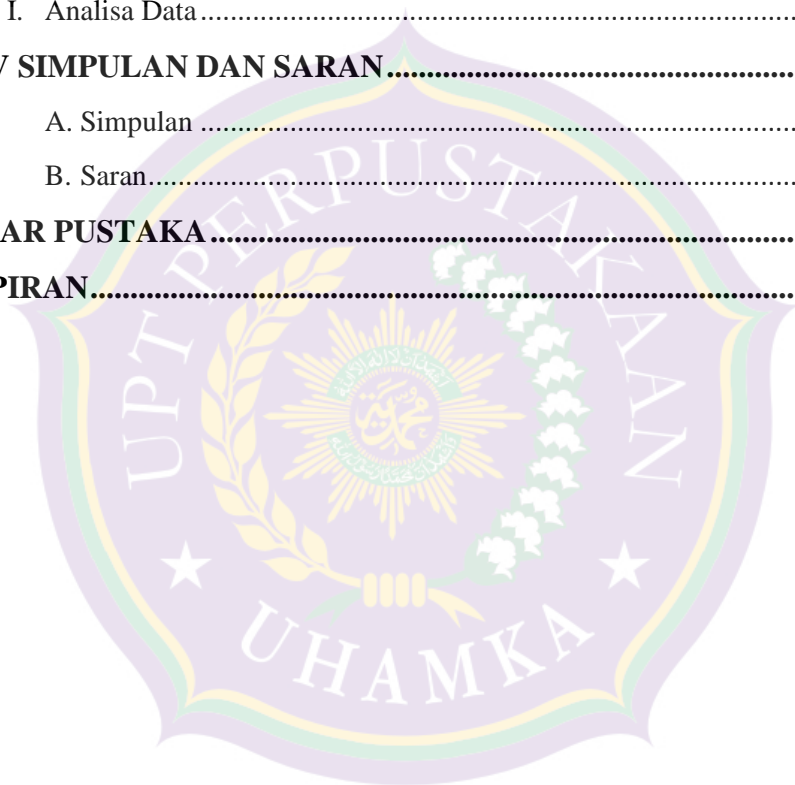 I. Analisa Data ................................................................................
V SIMPULAN DAN SARAN ......................................................
A. Simpulan ................................................................................
B. Saran.......................................................................................
AR PUSTAKA ..............................................................................
PIRAN..............................................................................................
UPT PERPUSTAKAAN
UHAMKA